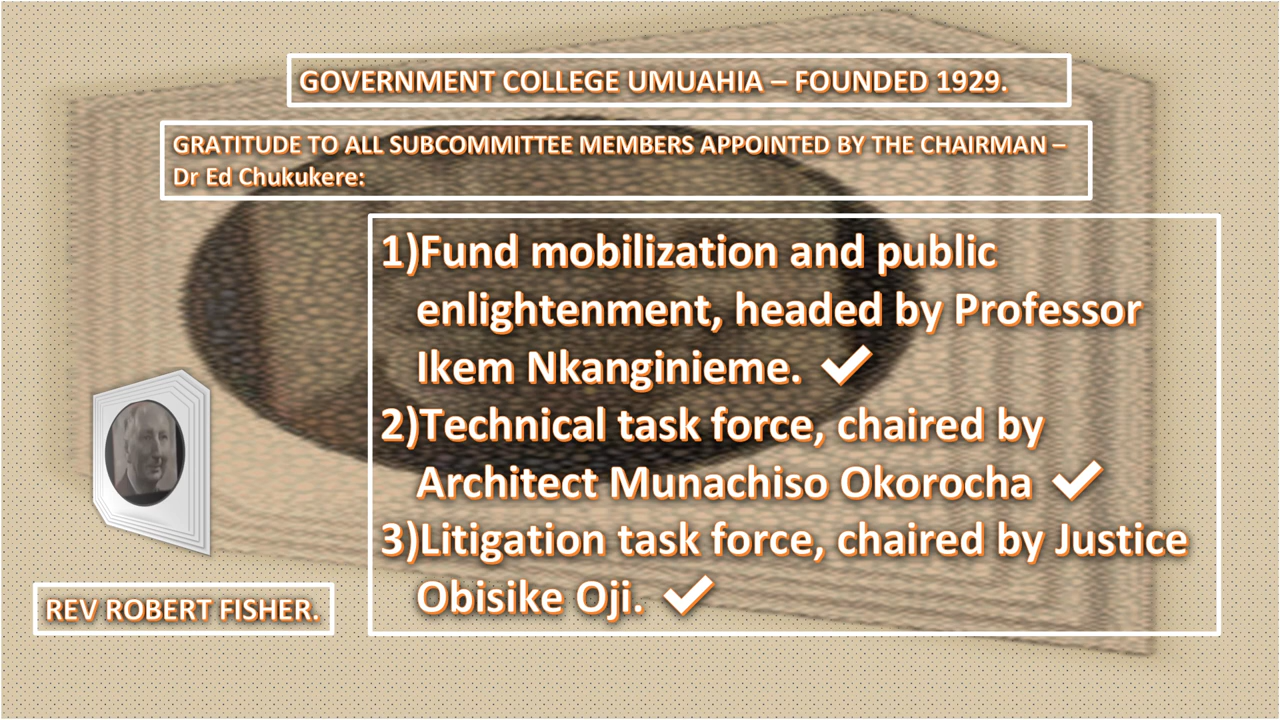 GOVERNMENT COLLEGE UMUAHIA – FOUNDED 1929.
GRATITUDE TO ALL SUBCOMMITTEE MEMBERS APPOINTED BY THE CHAIRMAN –
Dr Ed Chukukere:
1)Fund mobilization and public
enlightenment, headed by Professor
Ikem Nkanginieme. ✓
2)Technical task force, chaired by
Architect Munachiso Okorocha ✓
3)Litigation task force, chaired by Justice
Obisike Oji. ✓
REV ROBERT FISHER.